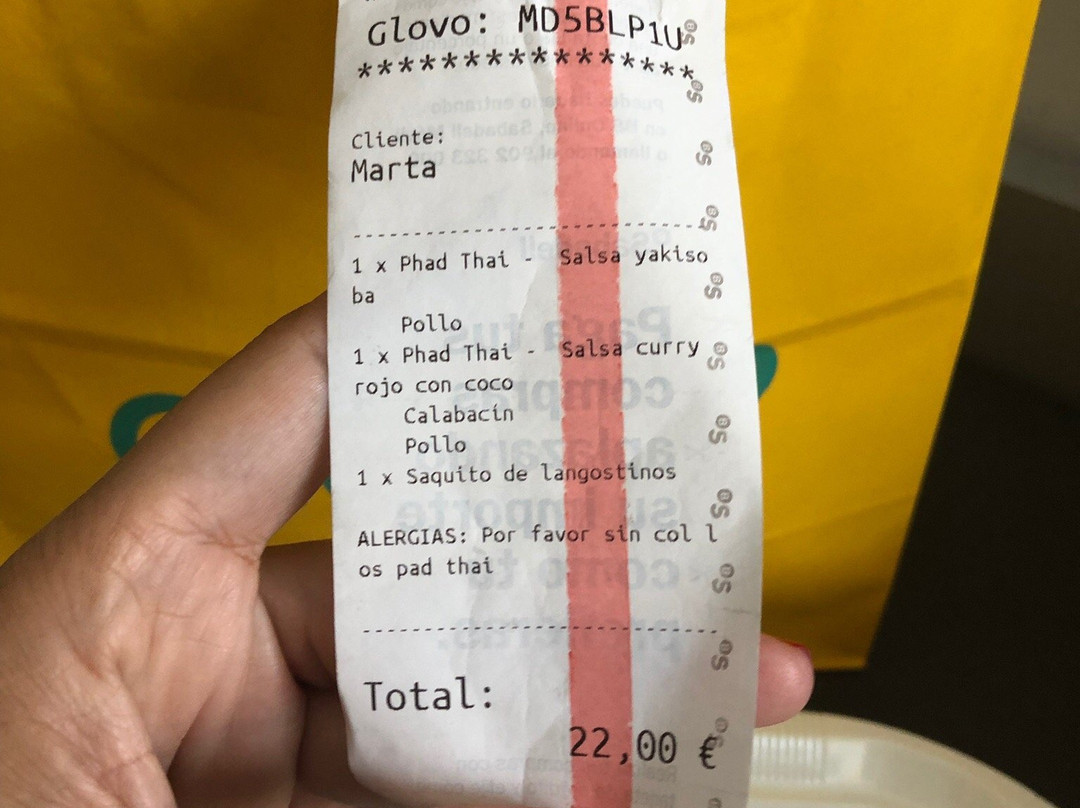 Glovo: MD5BLP1U
*****************
Cliente:
Marta
1 x Phad Thai - Salsa yakiso
ba
Pollo
1 x Phad Thai - Salsa curry
rojo con coco
Calabacín
Pollo
1 x Saquito de langostinos
ALERGIAS: Por favor sin col l
os pad thai
Total:
22,00 €